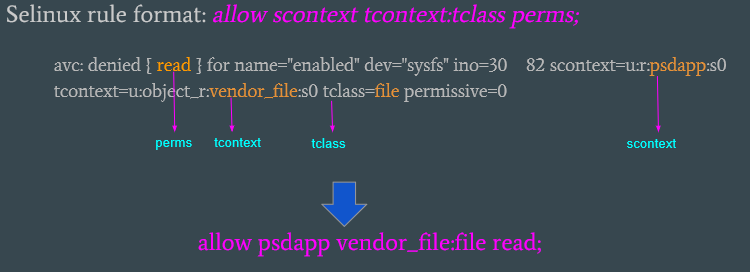 Selinux rule format: allow scontext tcontext:tclass perms;
avc: denied { read } for name="enabled" dev="sysfs" ino=30 82 scontext=u:r:psdapp:s0
tcontext=u:object_r:vendor_file:s0 tclass=file permissive=0
perms tcontext tclass scontext
allow psdapp vendor_file:file read;